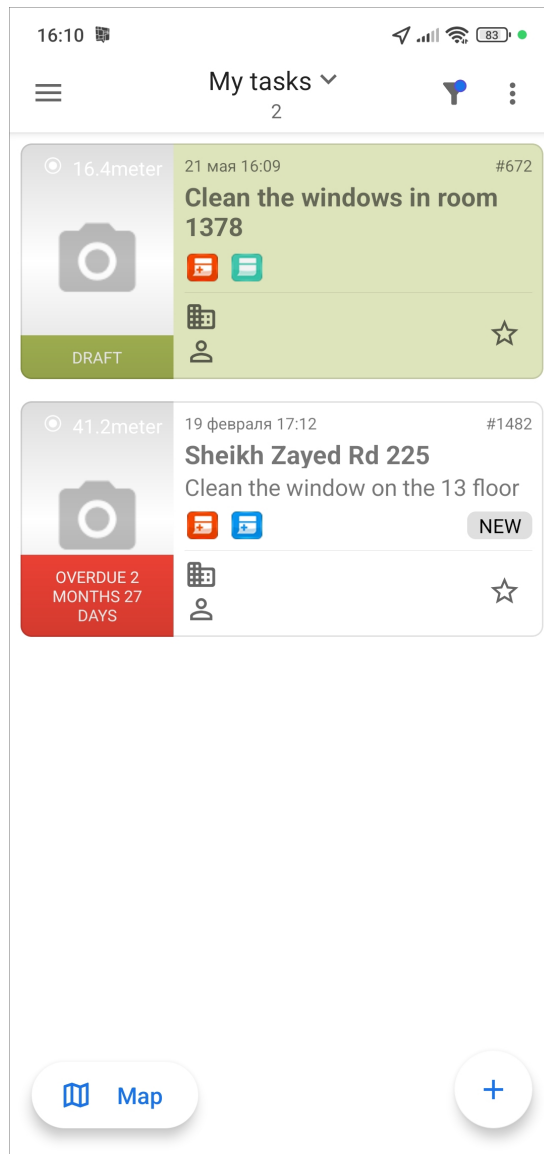 16:10
83
My tasks
2
16.4meter
21 мая 16:09
#672
Clean the windows in room
1378
DRAFT
41.2meter
19 февраля 17:12
#1482
Sheikh Zayed Rd 225
Clean the window on the 13 floor
NEW
OVERDUE 2
MONTHS 27
DAYS
Map